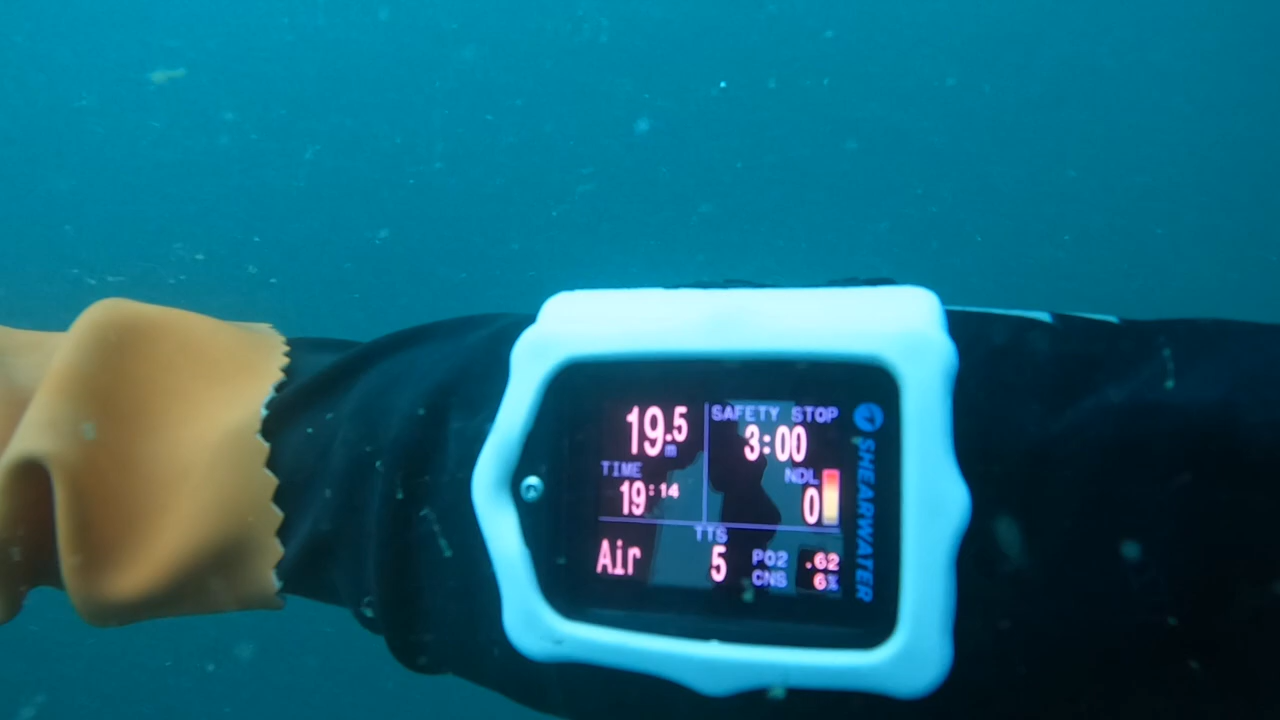 19.5
m
SAFETY STOP
3:00
TIME
19:14
NDL
0
Air
TTS
5
PO2 .62
CNS 6%
SHEARWATER